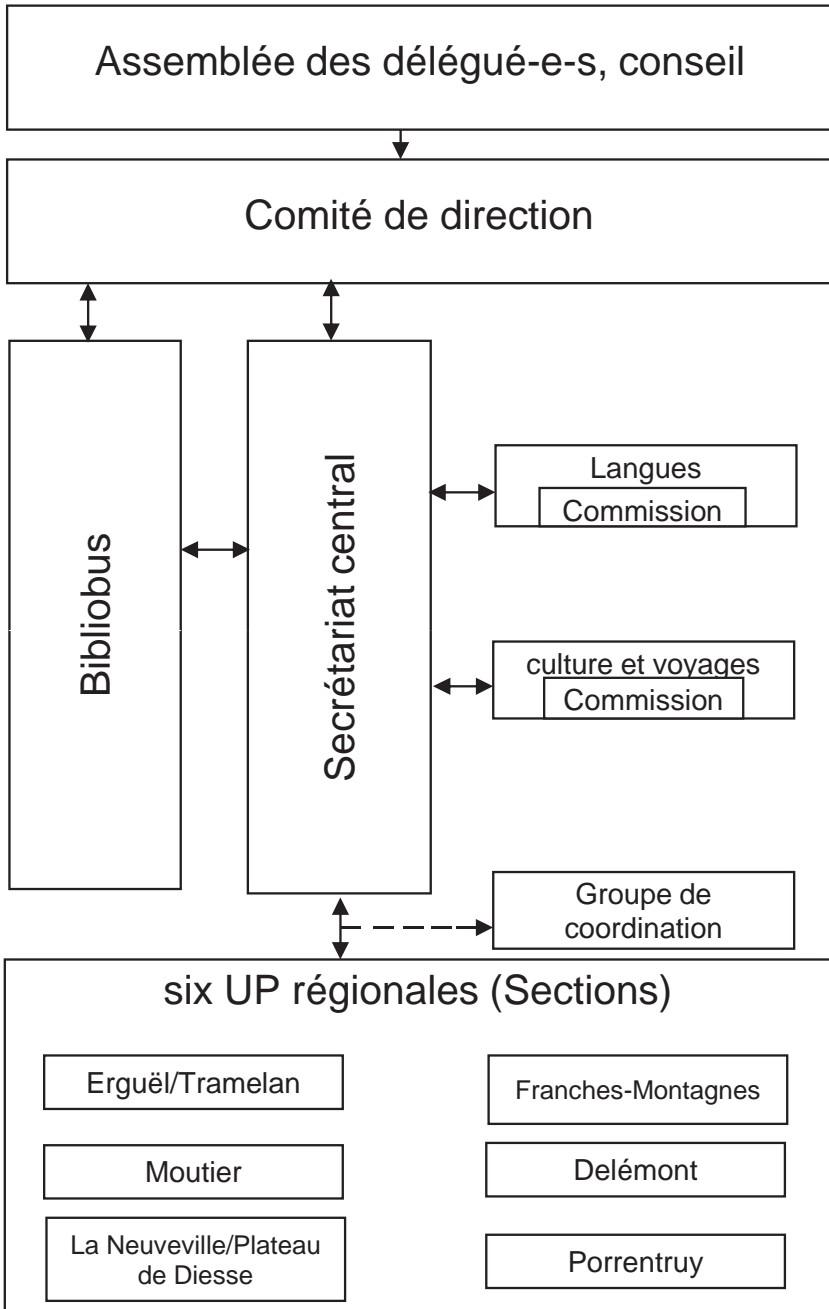 Assemblée des délégué-e-s, conseil
Comité de direction
Bibliobus
Secrétariat central
Langues
Commission
culture et voyages
Commission
Groupe de
coordination
six UP régionales (Sections)
Erguël/Tramelan
Franches-Montagnes
Moutier
Delémont
La Neuveville/Plateau
de Diesse
Porrentruy